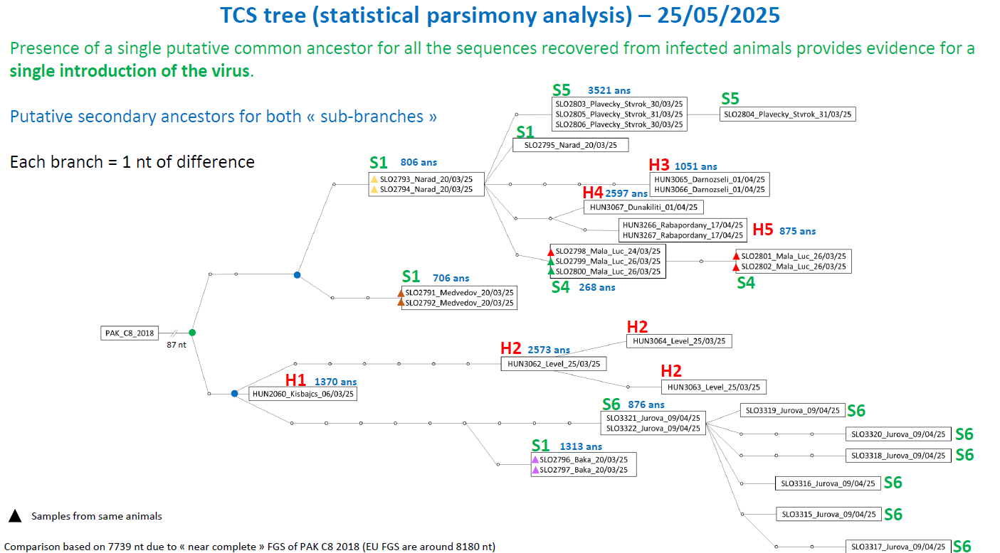 TCS tree (statistical parsimony analysis) – 25/05/2025
Presence of a single putative common ancestor for all the sequences recovered from infected animals provides evidence for a
single introduction of the virus.
Putative secondary ancestors for both « sub-branches »
Each branch = 1 nt of difference
S5 3521 ans
SLO2803_Plavecky_Stvrok_30/03/25
SLO2805_Plavecky_Stvrok_31/03/25
SLO2806_Plavecky_Stvrok_30/03/25
S5
SLO2804_Plavecky_Stvrok_31/03/25
S1
SLO2795_Narad_20/03/25
S1 806 ans
SLO2793_Narad_20/03/25
SLO2794_Narad_20/03/25
H3 1051 ans
HUN3065_Darnozseli_01/04/25
HUN3066_Darnozseli_01/04/25
H4 2597 ans
HUN3067_Dunakiliti_01/04/25
HUN3266_Rabapordany_17/04/25
HUN3267_Rabapordany_17/04/25
H5 875 ans
SLO2798_Mala_Luc_24/03/25
SLO2799_Mala_Luc_26/03/25
SLO2800_Mala_Luc_26/03/25
S4 268 ans
SLO2801_Mala_Luc_26/03/25
SLO2802_Mala_Luc_26/03/25
S4
S1 706 ans
SLO2791_Medvedov_20/03/25
SLO2792_Medvedov_20/03/25
PAK_C8_2018
87 nt
H2 2573 ans
HUN3062_Level_25/03/25
H2
HUN3064_Level_25/03/25
H2
HUN3063_Level_25/03/25
H1 1370 ans
HUN2060_Kisbajcs_06/03/25
S6 876 ans
SLO3321_Jurova_09/04/25
SLO3322_Jurova_09/04/25
S1 1313 ans
SLO2796_Baka_20/03/25
SLO2797_Baka_20/03/25
SLO3319_Jurova_09/04/25 S6
SLO3320_Jurova_09/04/25 S6
SLO3318_Jurova_09/04/25 S6
SLO3316_Jurova_09/04/25 S6
SLO3315_Jurova_09/04/25 S6
SLO3317_Jurova_09/04/25 S6
Samples from same animals
Comparison based on 7739 nt due to « near complete » FGS of PAK C8 2018 (EU FGS are around 8180 nt)